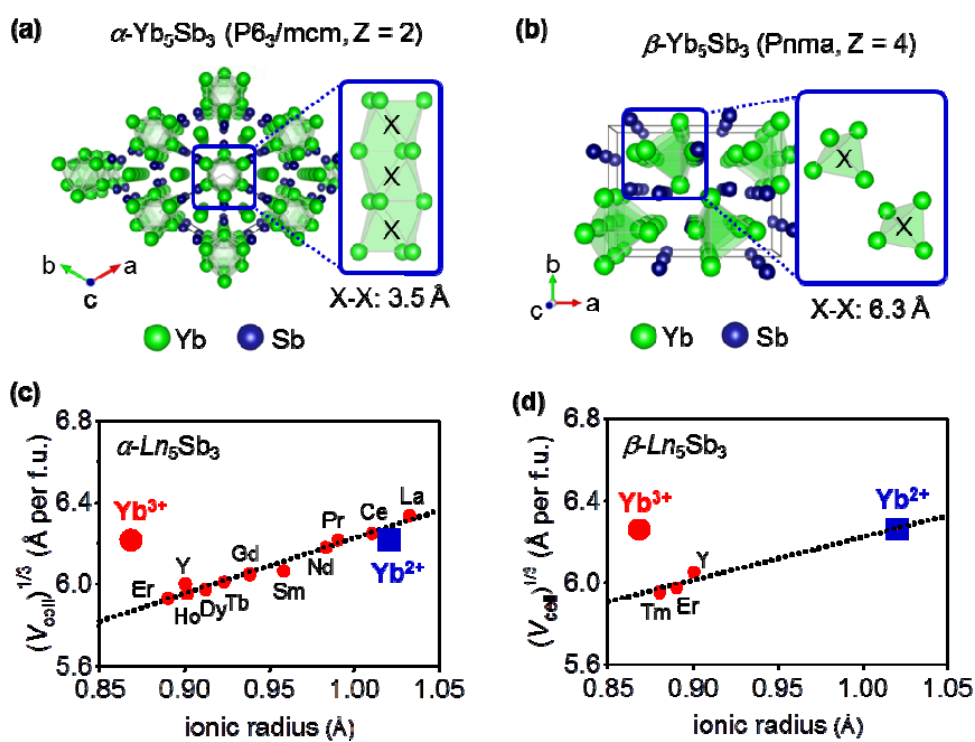 (a)
α-Yb₅Sb₃ (P6₃/mcm, Z = 2)
X
X
X
b
a
c
X-X: 3.5 Å
Yb
Sb
(b)
β-Yb₅Sb₃ (Pnma, Z = 4)
X
X
b
c
a
X-X: 6.3 Å
Yb
Sb
(c)
α-Ln₅Sb₃
(V_cell)^1/3 (Å per f.u.)
6.8
6.4
6.0
5.6
Yb³⁺
La
Ce
Pr
Yb²⁺
Nd
Gd
Sm
Y
Er
Ho
Dy
Tb
0.85
0.90
0.95
1.00
1.05
ionic radius (Å)
(d)
β-Ln₅Sb₃
(V_cell)^1/3 (Å per f.u.)
6.8
6.4
6.0
5.6
Yb³⁺
Yb²⁺
Y
Tm
Er
0.85
0.90
0.95
1.00
1.05
ionic radius (Å)